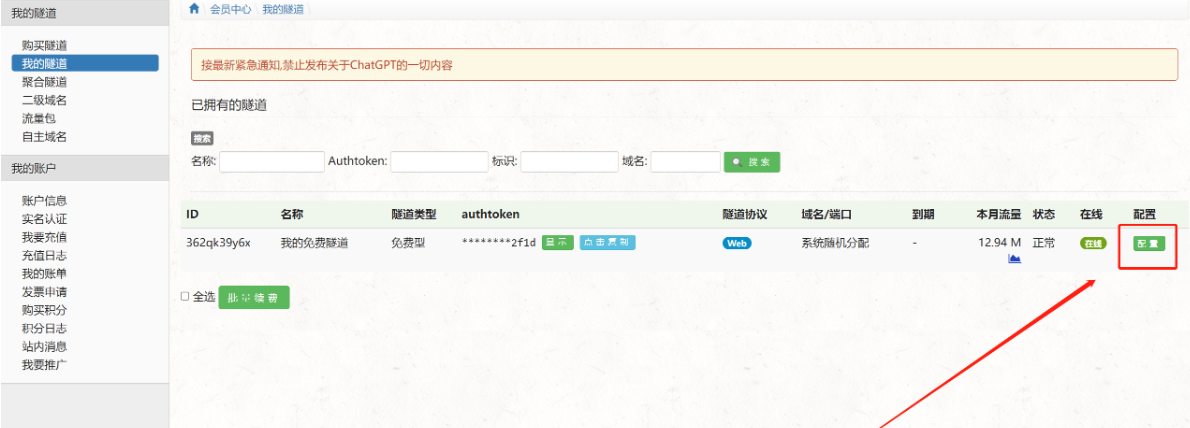 我的隧道
购买隧道
我的隧道
聚合隧道
二级域名
流量包
自主域名
我的账户
账户信息
实名认证
我要充值
充值日志
我的账单
发票申请
购买积分
积分日志
站内消息
我要推广
会员中心 \ 我的隧道 \
接最新紧急通知,禁止发布关于ChatGPT的一切内容
已拥有的隧道
搜索
名称: Authtoken: 标识: 域名: 搜索
ID 名称 隧道类型 authtoken 隧道协议 域名/端口 到期 本月流量 状态 在线 配置
362qk39y6x 我的免费隧道 免费型 ********2f1d 显示 点击复制 Web 系统随机分配 - 12.94 M 正常 在线 配置
全选 批量续费